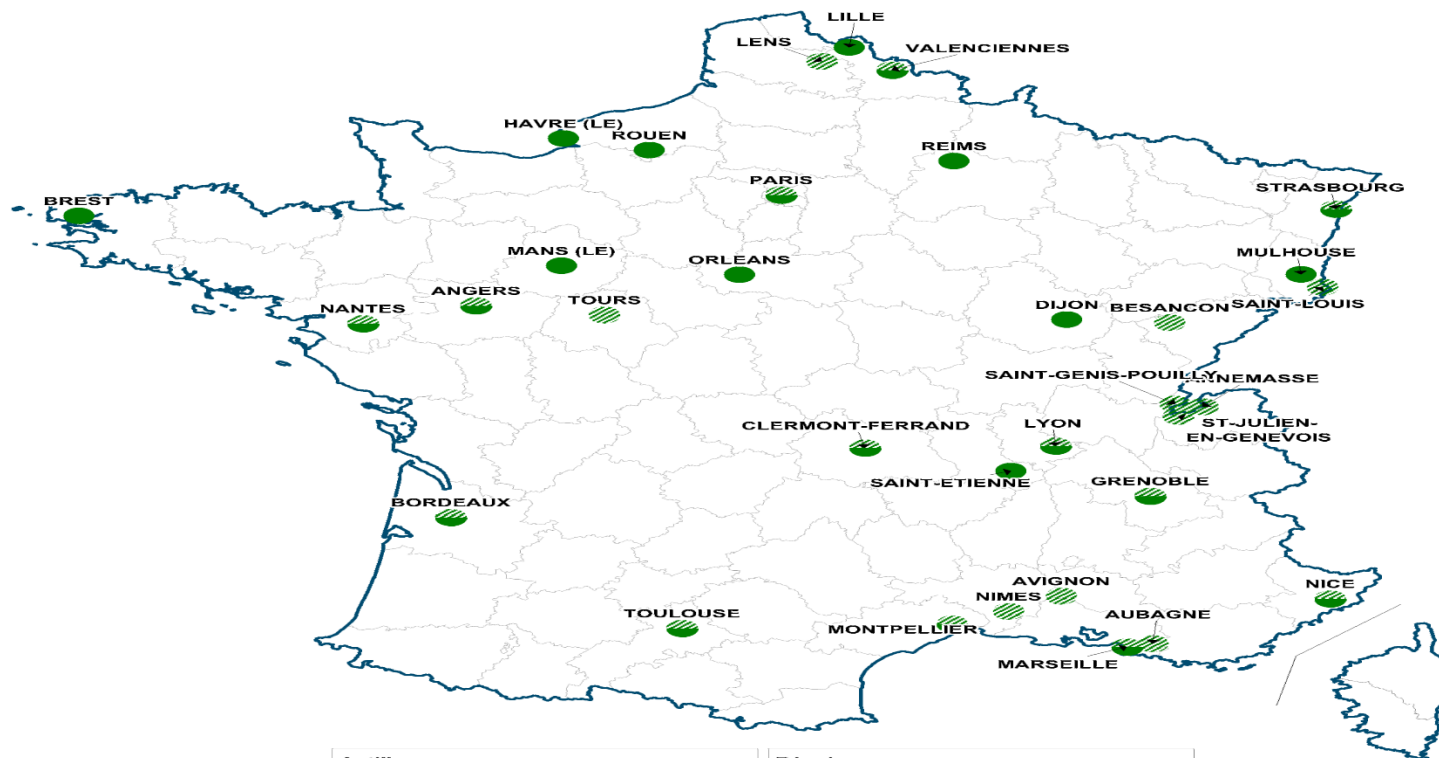 LILLE
LENS
VALENCIENNES
HAVRE (LE)
ROUEN
REIMS
PARIS
STRASBOURG
BREST
MANS (LE)
ORLEANS
MULHOUSE
ANGERS
TOURS
NANTES
DIJON
BESANCON
SAINT-LOUIS
SAINT-GENIS-POUILLY
ANNEMASSE
CLERMONT-FERRAND
LYON
ST-JULIEN-
EN-GENEVOIS
SAINT-ETIENNE
GRENOBLE
BORDEAUX
AVIGNON
NIMES
NICE
TOULOUSE
AUBAGNE
MONTPELLIER
MARSEILLE